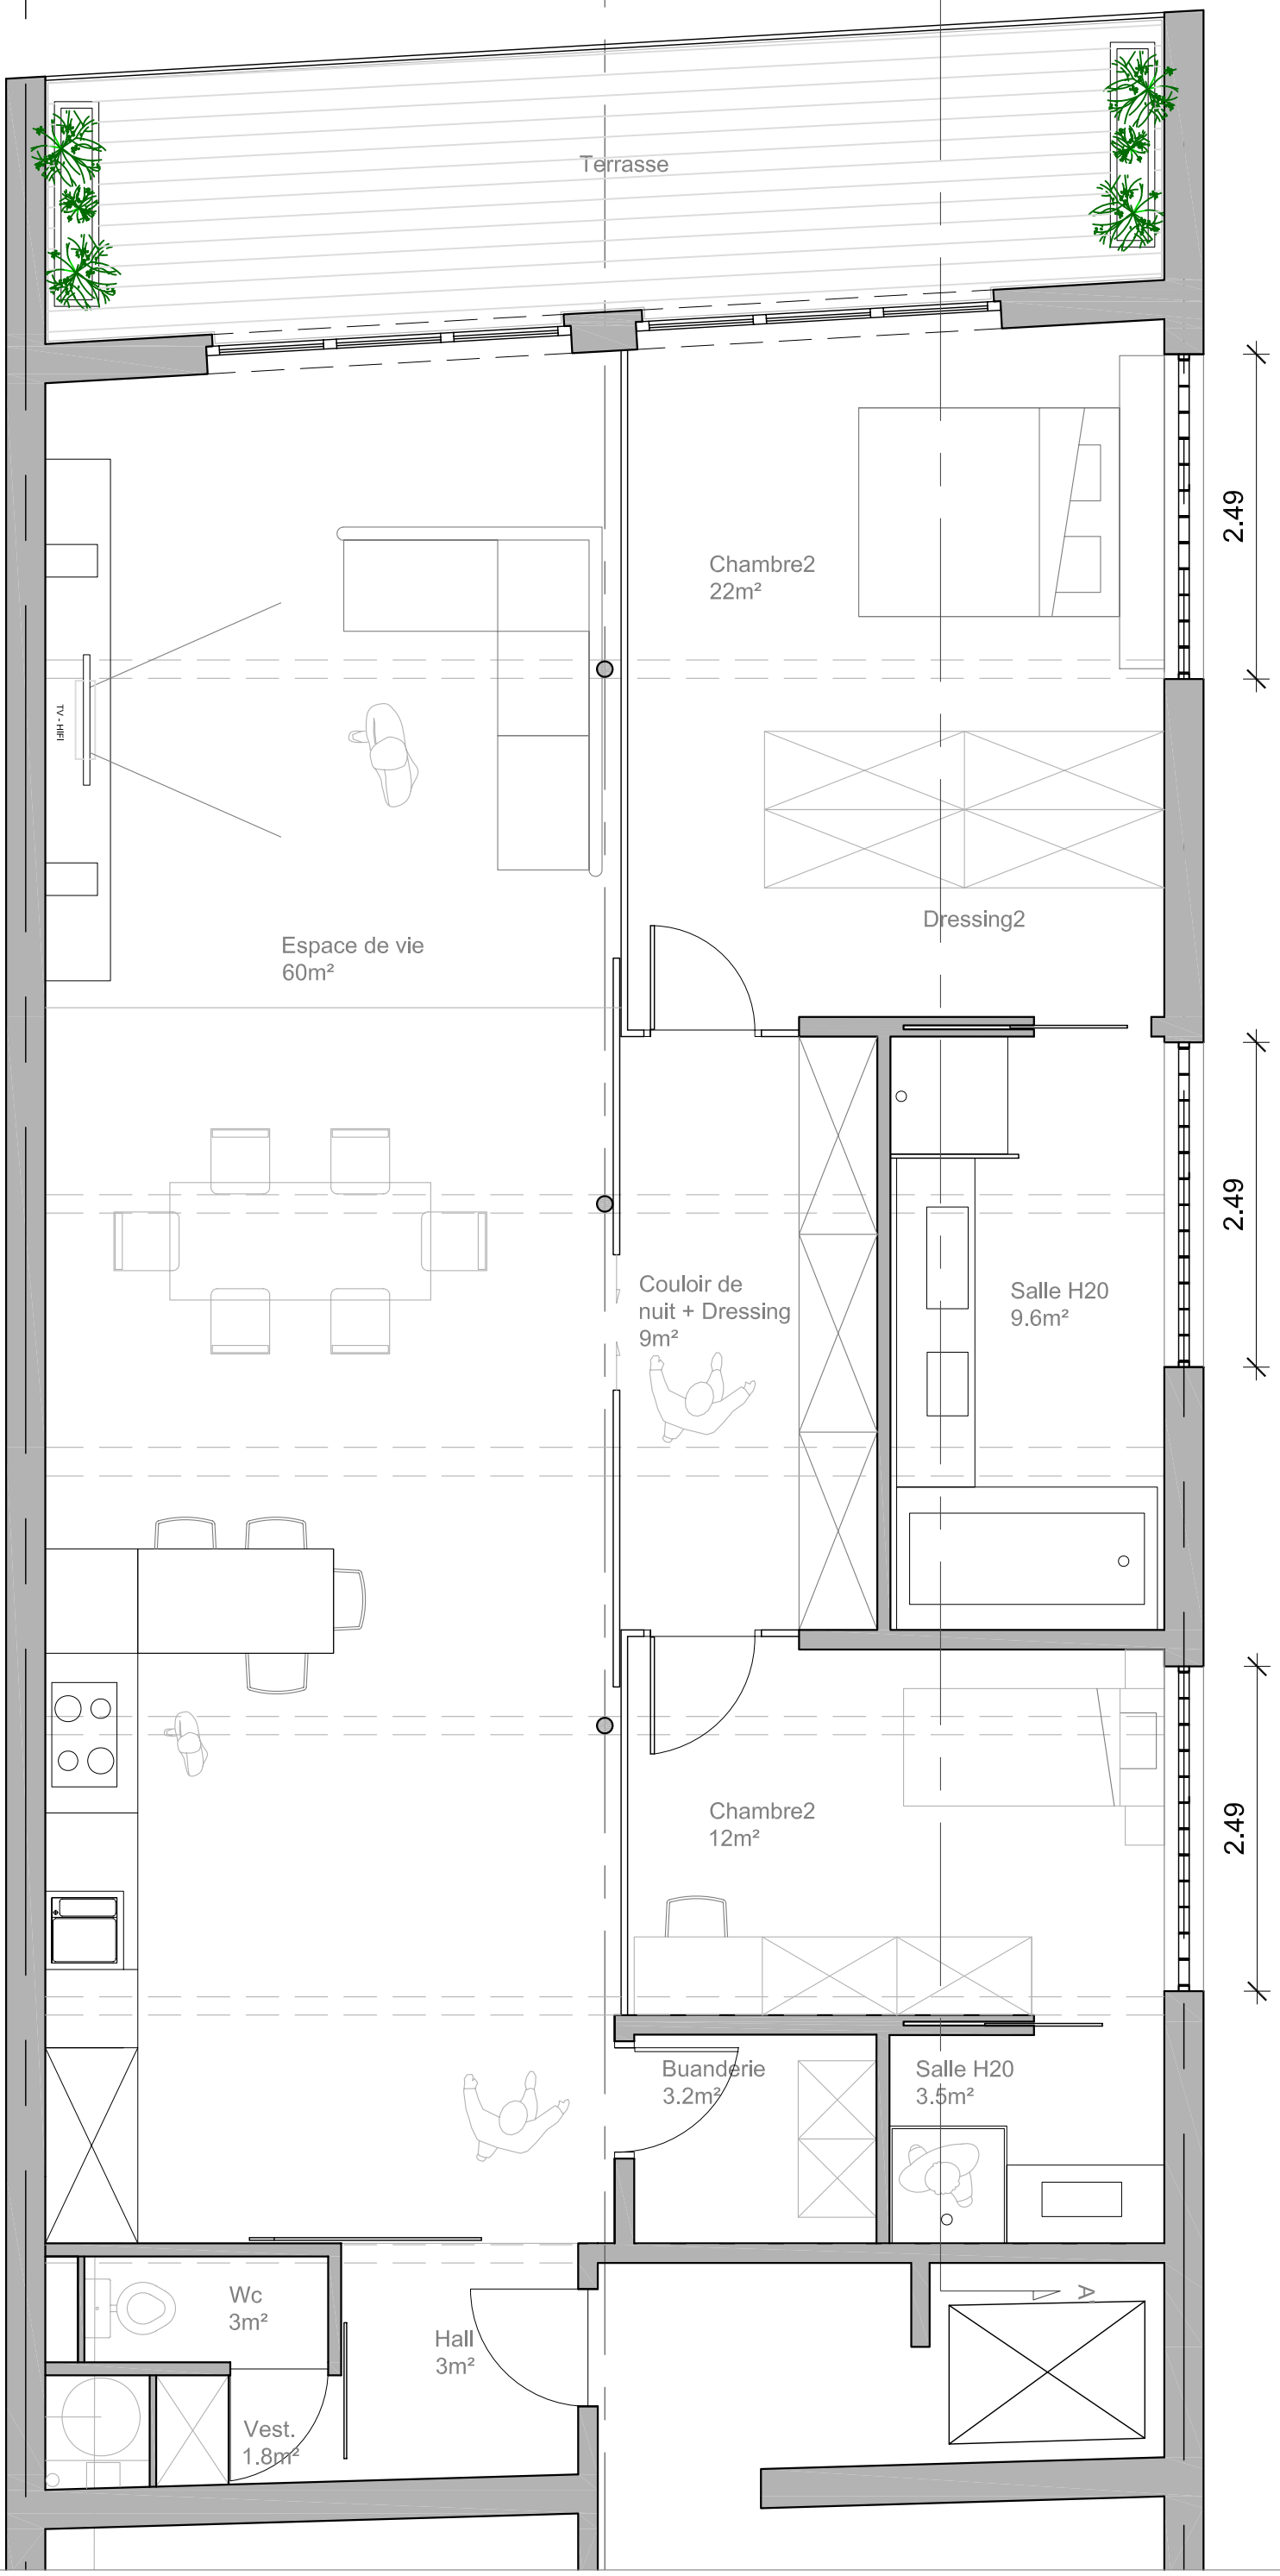 Terrasse
2.49
Chambre2
22m²
TV - HIFI
Dressing2
Espace de vie
60m²
2.49
Couloir de
nuit + Dressing
9m²
Salle H20
9.6m²
Chambre2
12m²
2.49
Buanderie
3.2m²
Salle H20
3.5m²
A
Wc
3m²
Hall
3m²
Vest.
1.8m²